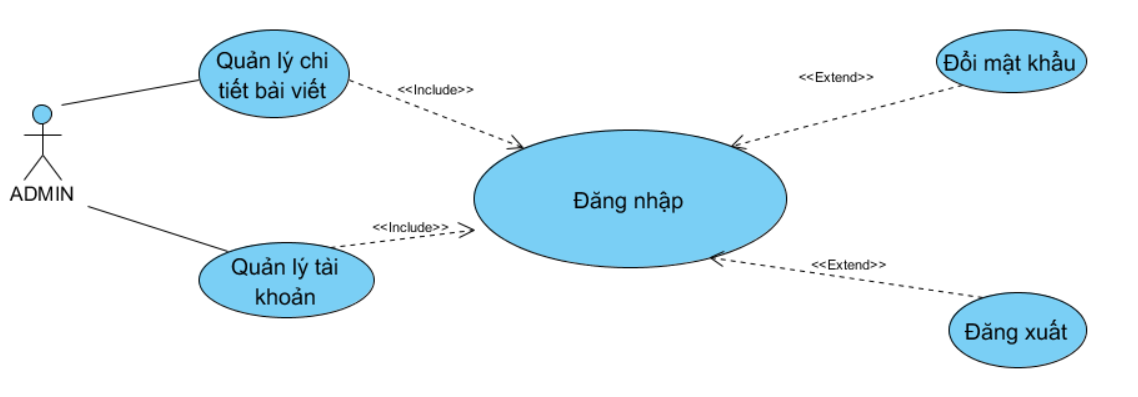 Quản lý chi
tiết bài viết
<<Include>>
<<Extend>>
Đổi mật khẩu
ADMIN
Đăng nhập
<<Include>>
Quản lý tài
khoản
<<Extend>>
Đăng xuất